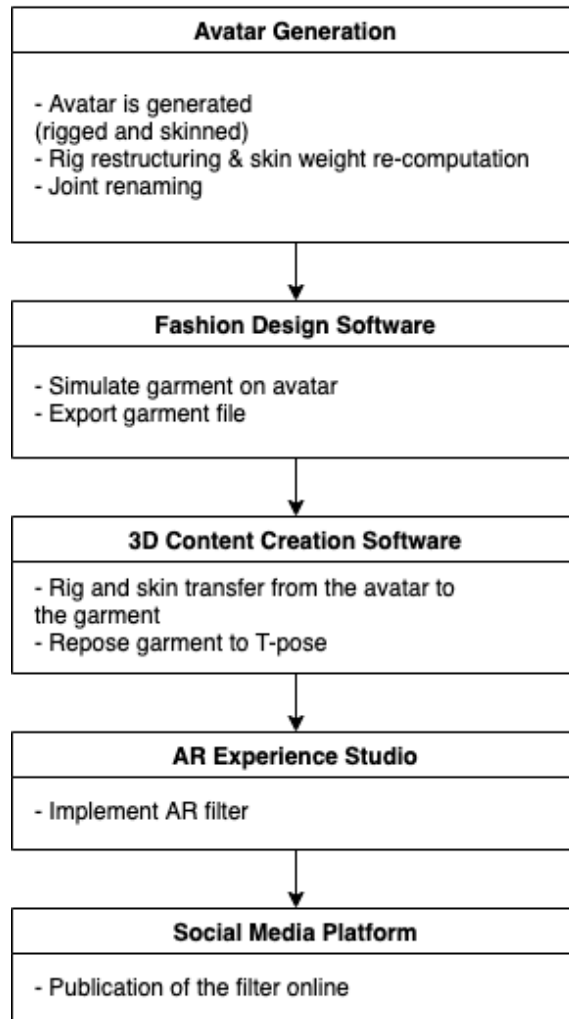 Avatar Generation
- Avatar is generated
(rigged and skinned)
- Rig restructuring & skin weight re-computation
- Joint renaming
Fashion Design Software
- Simulate garment on avatar
- Export garment file
3D Content Creation Software
- Rig and skin transfer from the avatar to
the garment
- Repose garment to T-pose
AR Experience Studio
- Implement AR filter
Social Media Platform
- Publication of the filter online